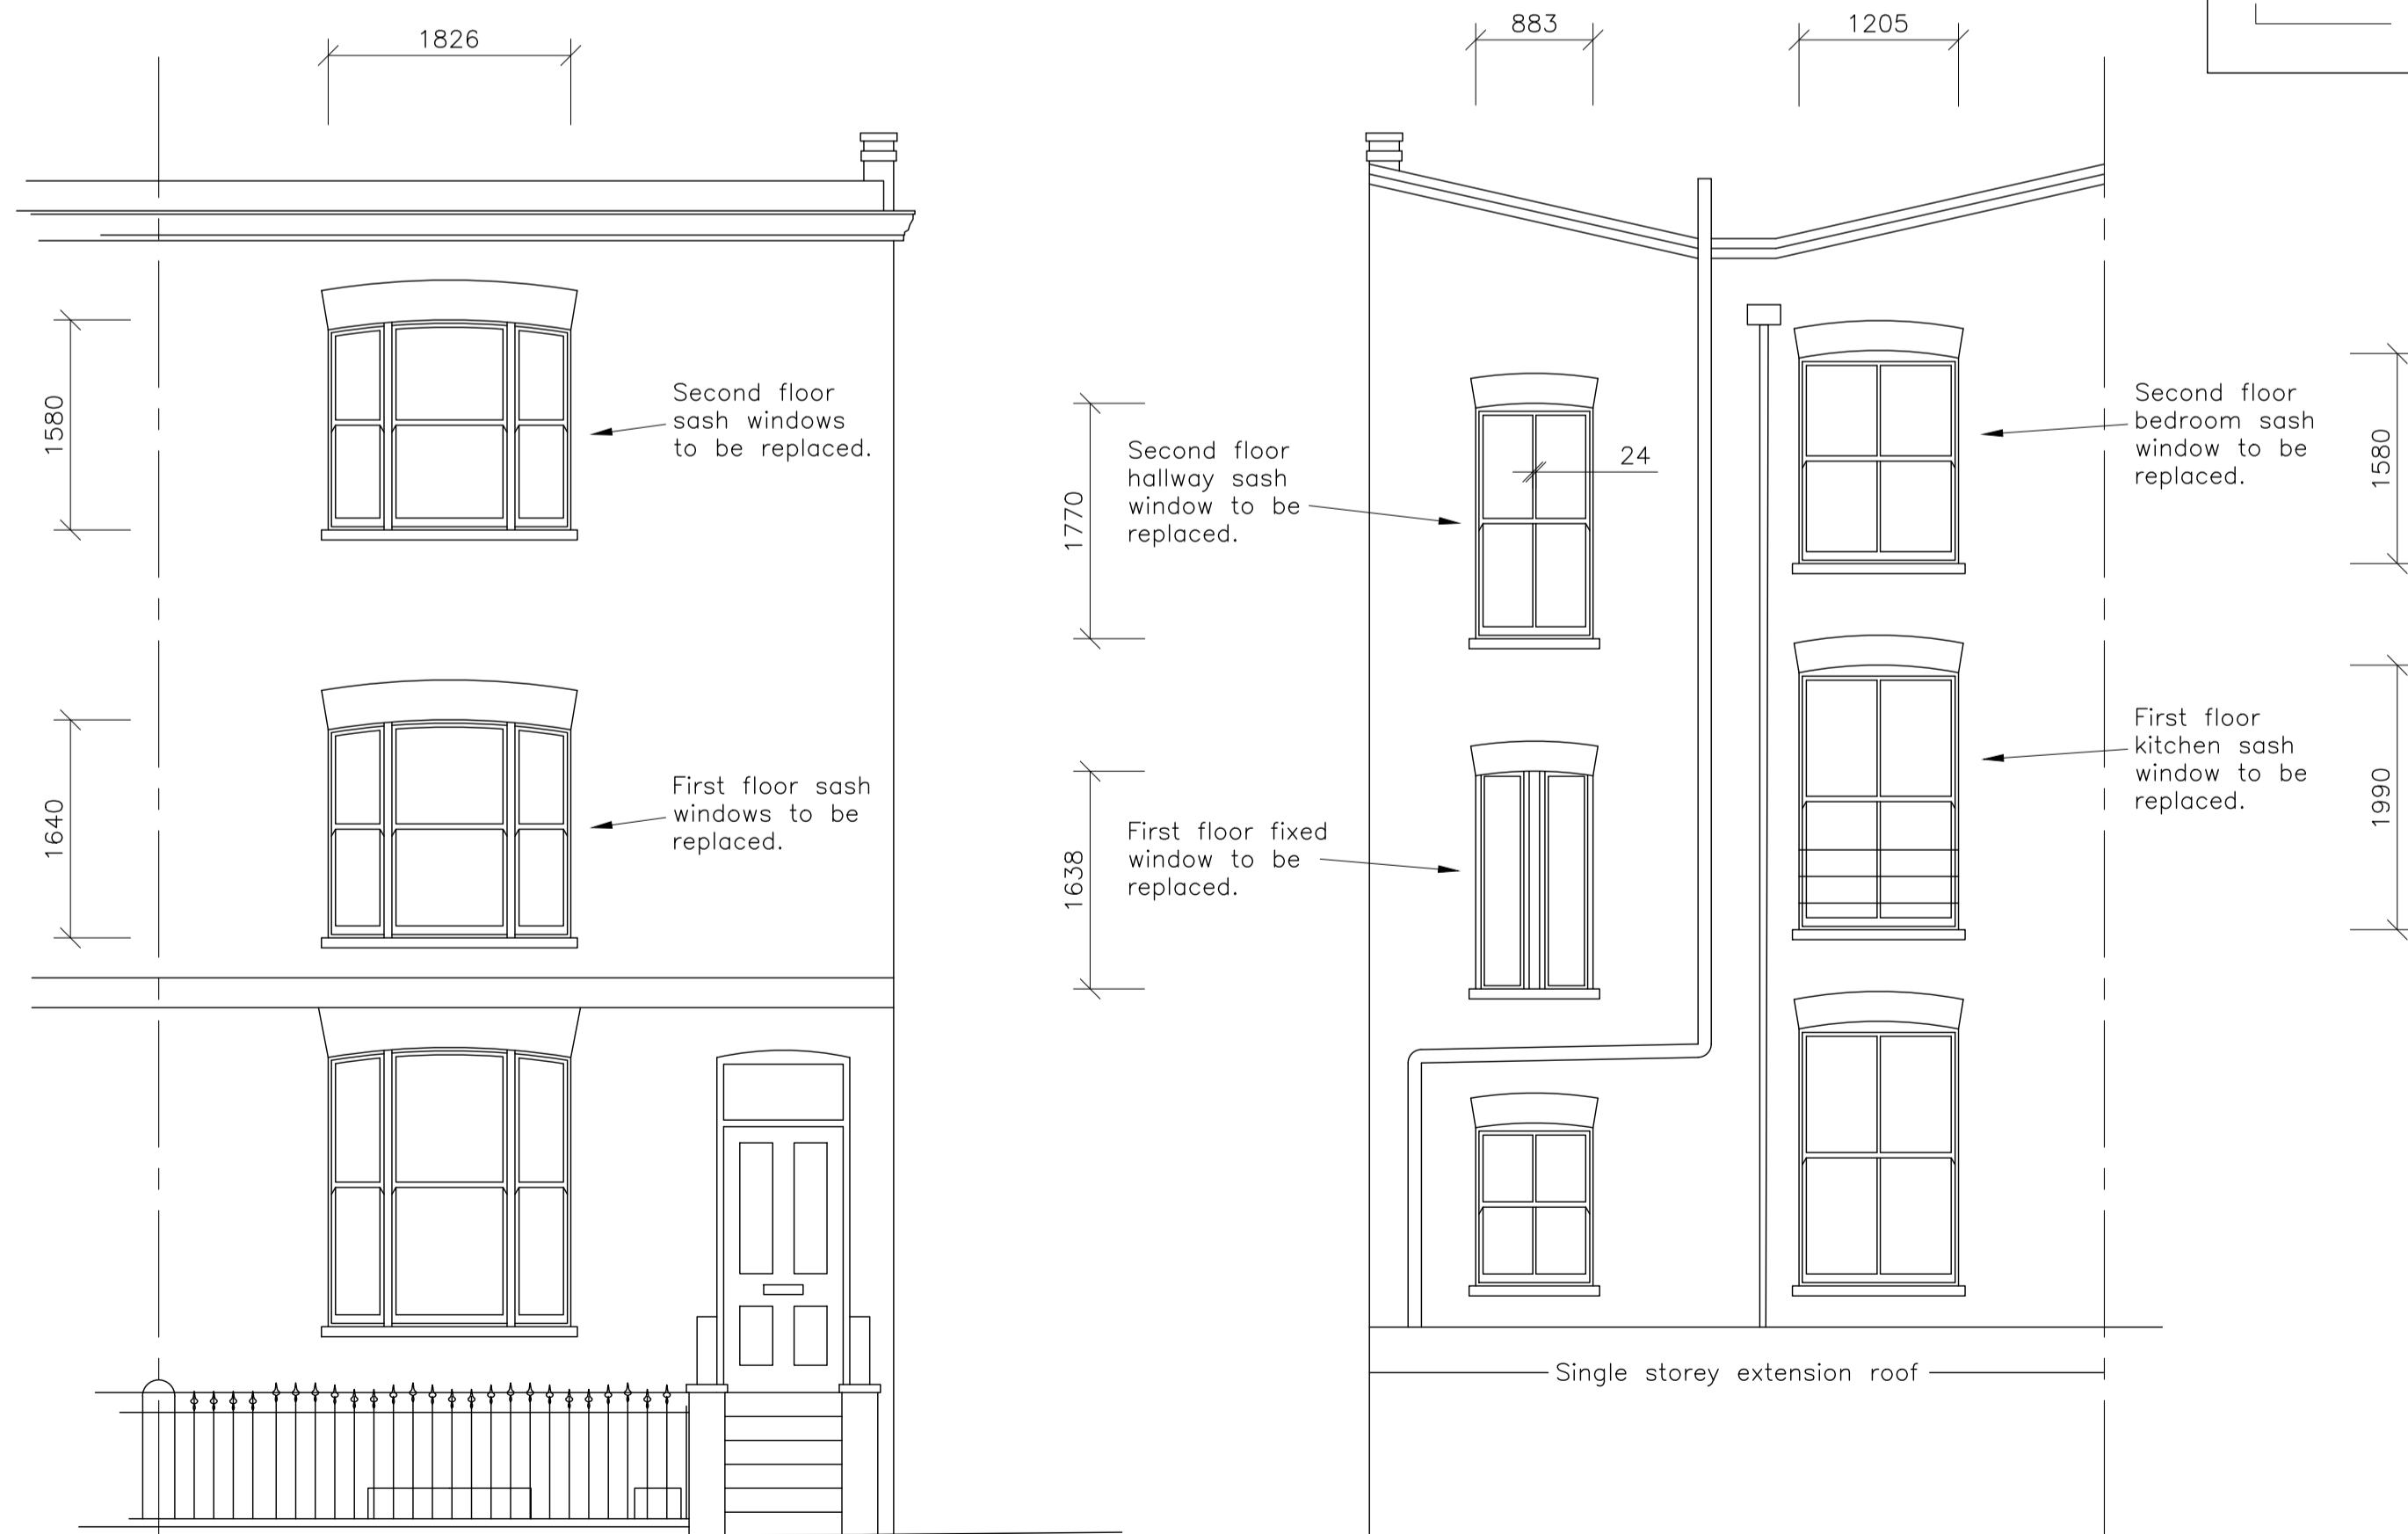 1826
883
1205
1580
Second floor
sash windows
to be replaced.
1640
First floor sash
windows to be
replaced.
1770
Second floor
hallway sash
window to be
replaced.
24
1638
First floor fixed
window to be
replaced.
Second floor
bedroom sash
window to be
replaced.
1580
First floor
kitchen sash
window to be
replaced.
1990
Single storey extension roof